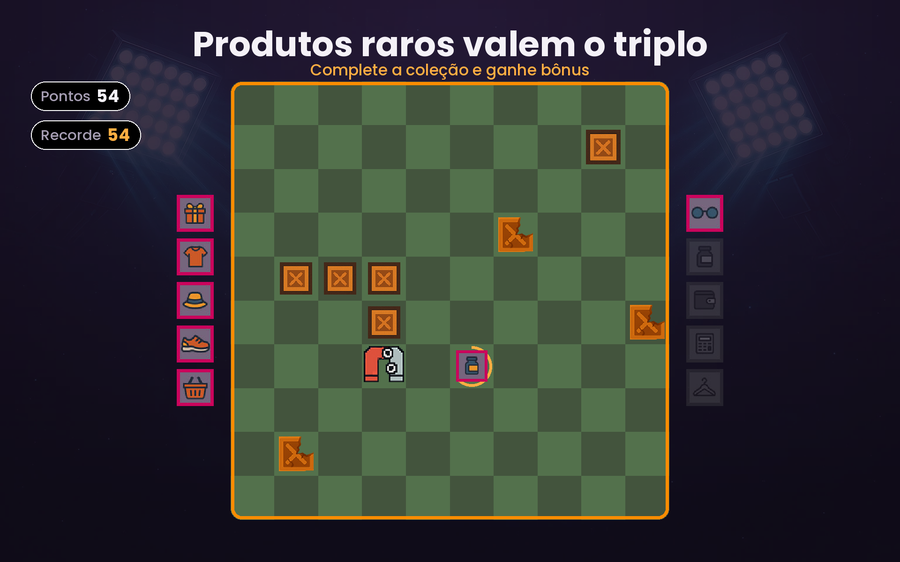 Produtos raros valem o triplo
Complete a coleção e ganhe bônus
Pontos 54
Recorde 54